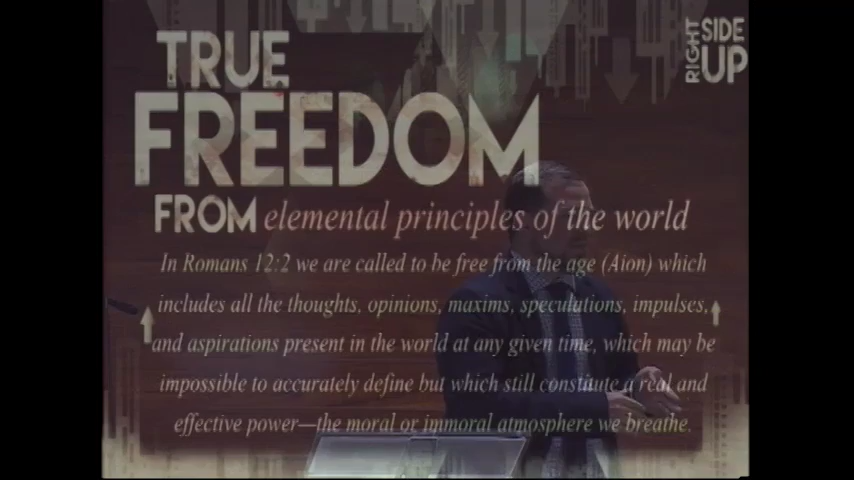 TRUE
FREEDOM
FROM elemental principles of the world
In Romans 12:2 we are called to be free from the age (Aion) which
includes all the thoughts, opinions, maxims, speculations, impulses,
and aspirations present in the world at any given time, which may be
impossible to accurately define but which still constitute a real and
effective power—the moral or immoral atmosphere we breathe.
RIGHT SIDE UP